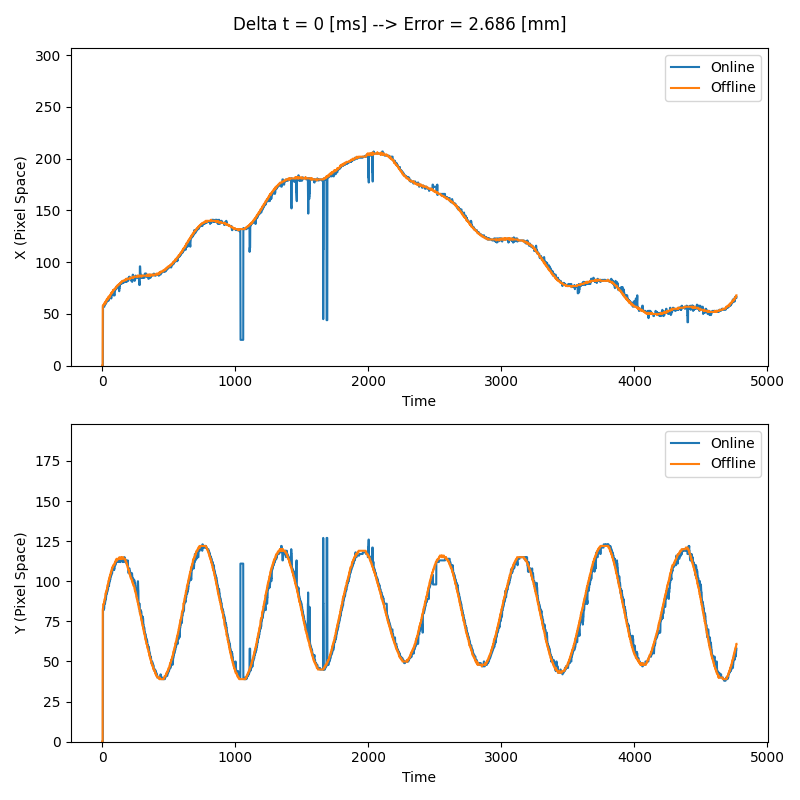 Delta t = 0 [ms] --> Error = 2.686 [mm]
300
250
200
150
100
50
0
X (Pixel Space)
Online
Offline
0 1000 2000 3000 4000 5000
Time
175
150
125
100
75
50
25
0
Y (Pixel Space)
Online
Offline
0 1000 2000 3000 4000 5000
Time